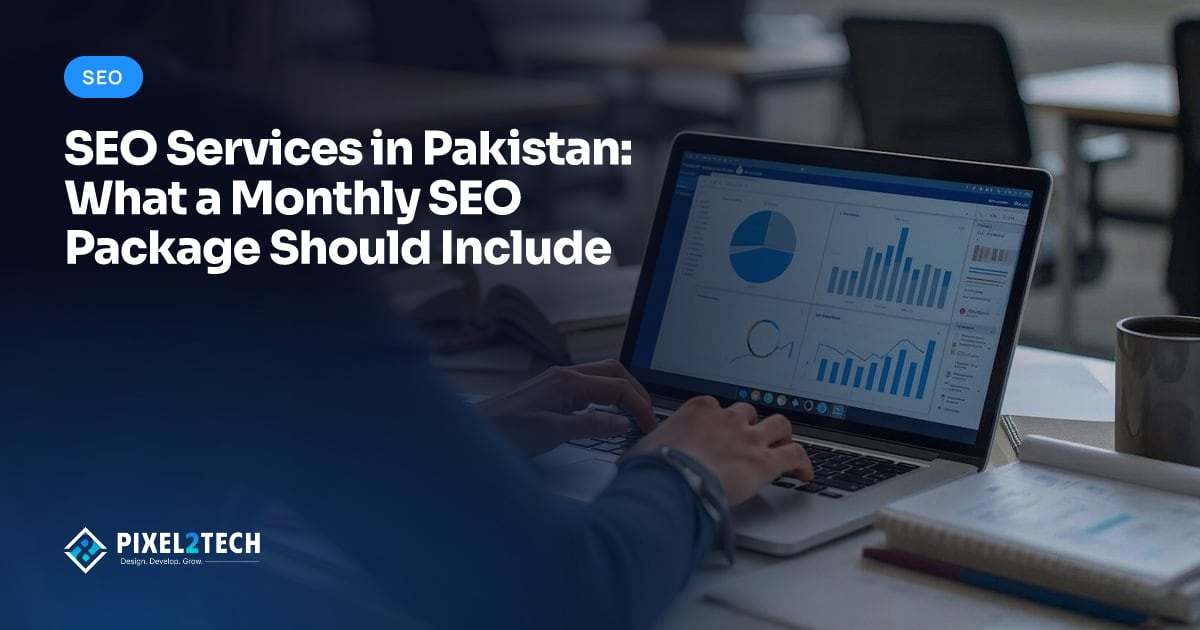 SEO
SEO Services in Pakistan:
What a Monthly SEO
Package Should Include
PIXEL2TECH
Design. Develop. Grow.